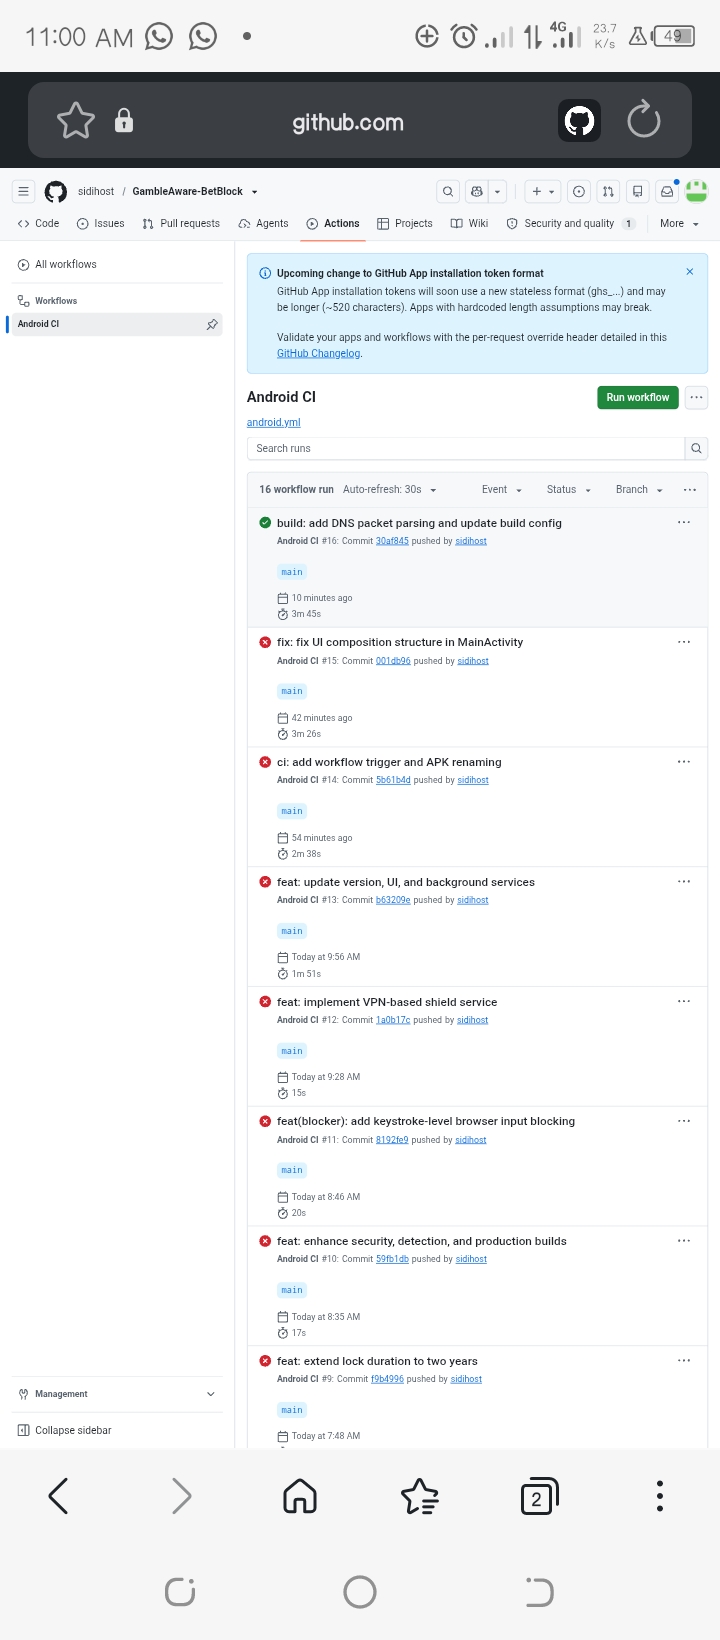 11:00 AM
4G
23.7
K/s
49
github.com
sidihost / GambleAware-BetBlock
Code
Issues
Pull requests
Agents
Actions
Projects
Wiki
Security and quality 1
More
All workflows
Workflows
Android CI
Upcoming change to GitHub App installation token format
GitHub App installation tokens will soon use a new stateless format (ghs_...) and may
be longer (~520 characters). Apps with hardcoded length assumptions may break.
Validate your apps and workflows with the per-request override header detailed in this
GitHub Changelog.
Android CI
Run workflow
android.yml
Search runs
16 workflow run
Auto-refresh: 30s
Event
Status
Branch
build: add DNS packet parsing and update build config
Android CI #16: Commit 30af845 pushed by sidihost
main
10 minutes ago
3m 45s
fix: fix UI composition structure in MainActivity
Android CI #15: Commit 001db96 pushed by sidihost
main
42 minutes ago
3m 26s
ci: add workflow trigger and APK renaming
Android CI #14: Commit 5b61b4d pushed by sidihost
main
54 minutes ago
2m 38s
feat: update version, UI, and background services
Android CI #13: Commit b63209e pushed by sidihost
main
Today at 9:56 AM
1m 51s
feat: implement VPN-based shield service
Android CI #12: Commit 1a0b17c pushed by sidihost
main
Today at 9:28 AM
15s
feat(blocker): add keystroke-level browser input blocking
Android CI #11: Commit 8192fe9 pushed by sidihost
main
Today at 8:46 AM
20s
feat: enhance security, detection, and production builds
Android CI #10: Commit 59fb1db pushed by sidihost
main
Today at 8:35 AM
17s
feat: extend lock duration to two years
Android CI #9: Commit f9b4996 pushed by sidihost
main
Today at 7:48 AM
Management
Collapse sidebar
2